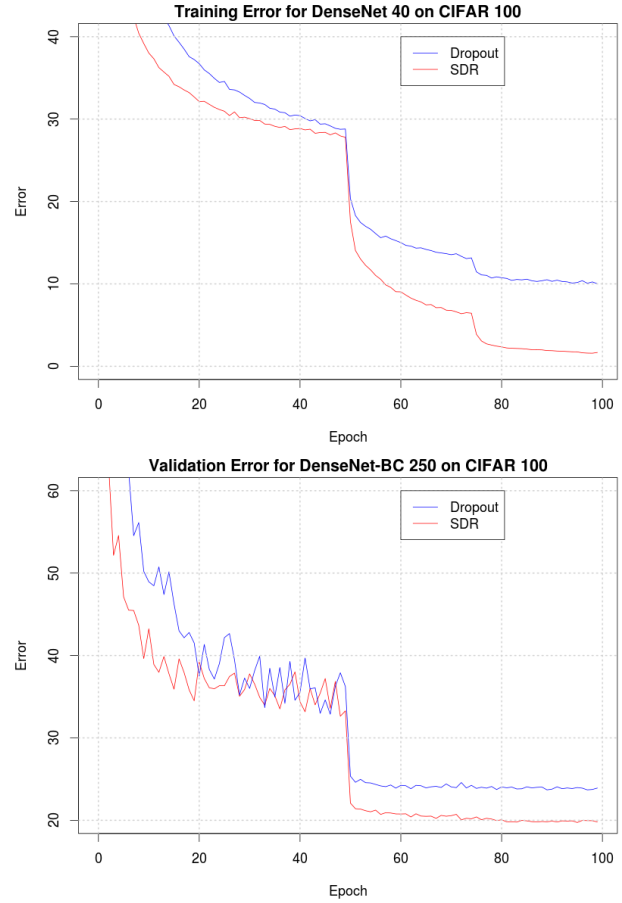 Training Error for DenseNet 40 on CIFAR 100
40
30
20
10
0
Error
Dropout
SDR
0 20 40 60 80 100
Epoch
Validation Error for DenseNet-BC 250 on CIFAR 100
60
50
40
30
20
Error
Dropout
SDR
0 20 40 60 80 100
Epoch